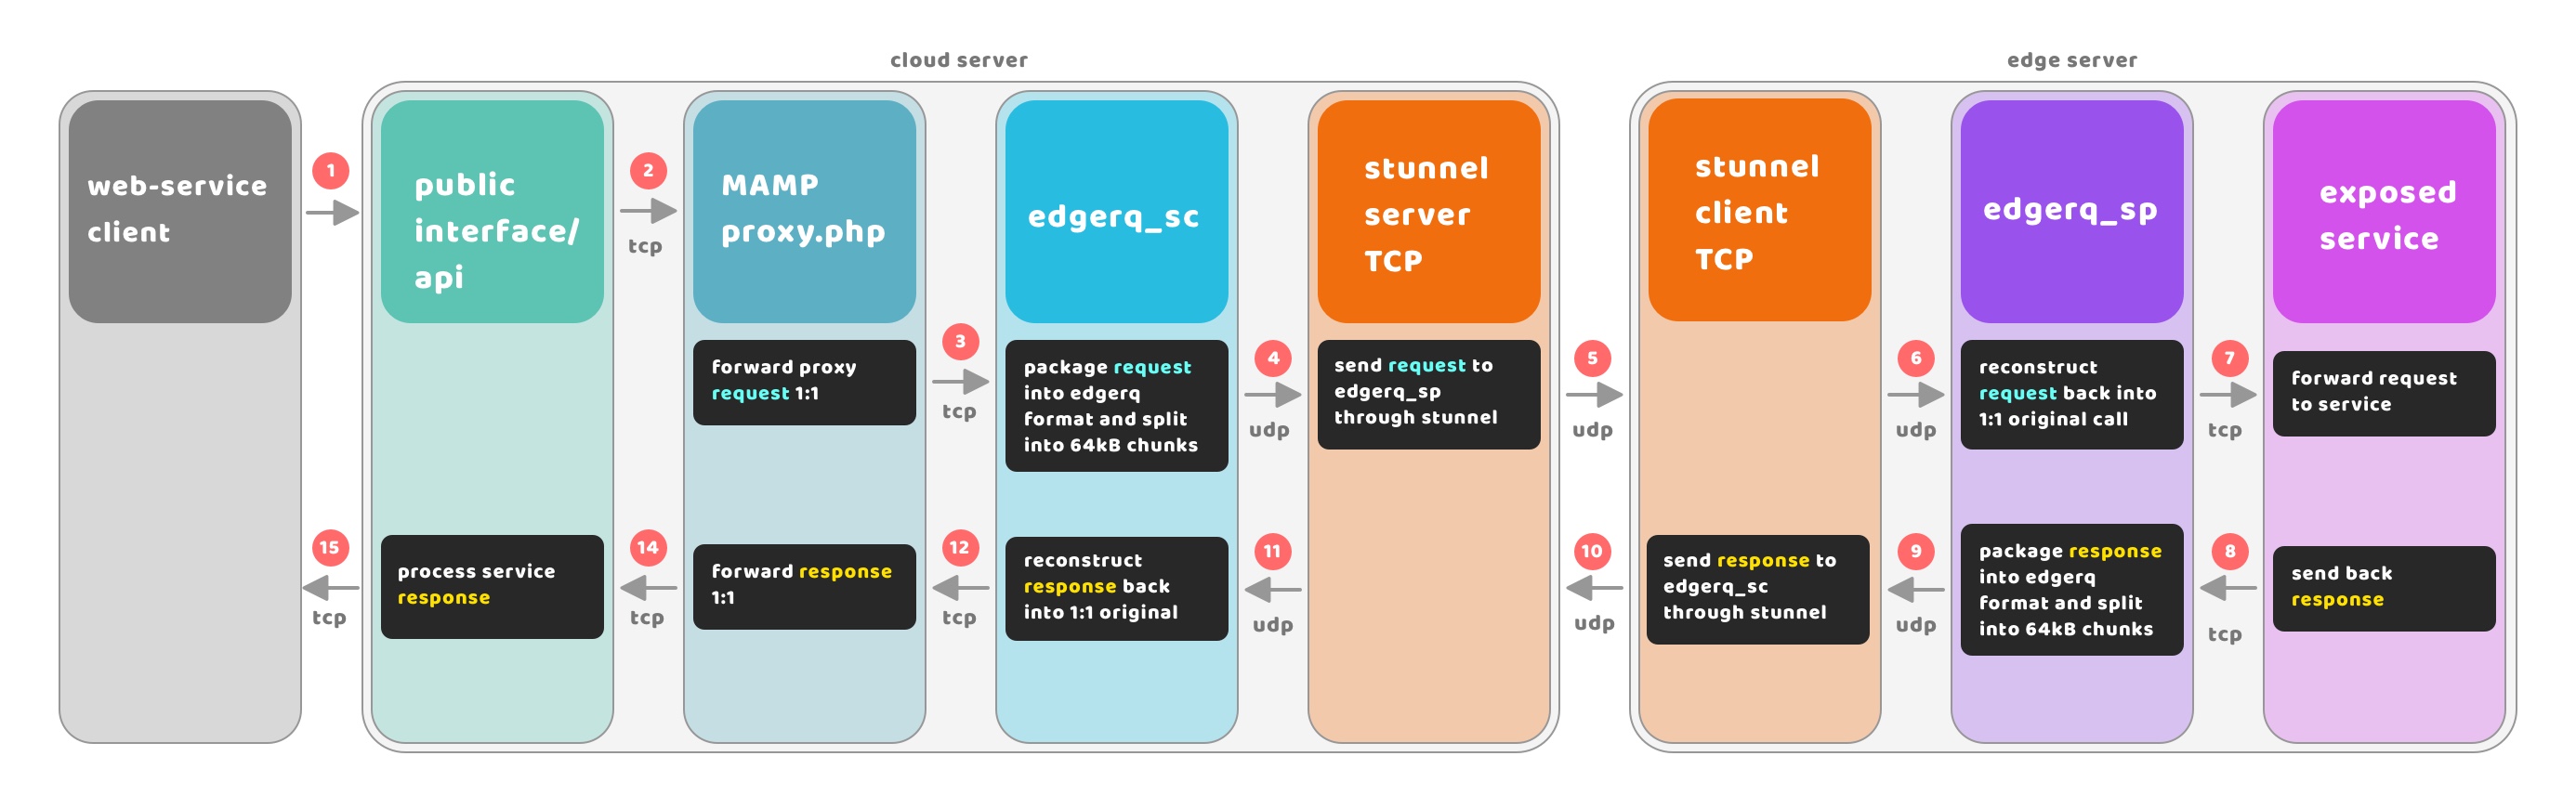 cloud server
edge server
web-service
client
1
public
interface/
api
2
tcp
MAMP
proxy.php
edgerq_sc
stunnel
server
TCP
stunnel
client
TCP
edgerq_sp
exposed
service
forward proxy
request 1:1
3
tcp
package request
into edgerq
format and split
into 64kB chunks
4
udp
send request to
edgerq_sp
through stunnel
5
udp
6
udp
reconstruct
request back into
1:1 original call
7
tcp
forward request
to service
15
tcp
process service
response
14
tcp
forward response
1:1
12
tcp
reconstruct
response back
into 1:1 original
11
udp
10
udp
send response to
edgerq_sc
through stunnel
9
udp
package response
into edgerq
format and split
into 64kB chunks
8
tcp
send back
response